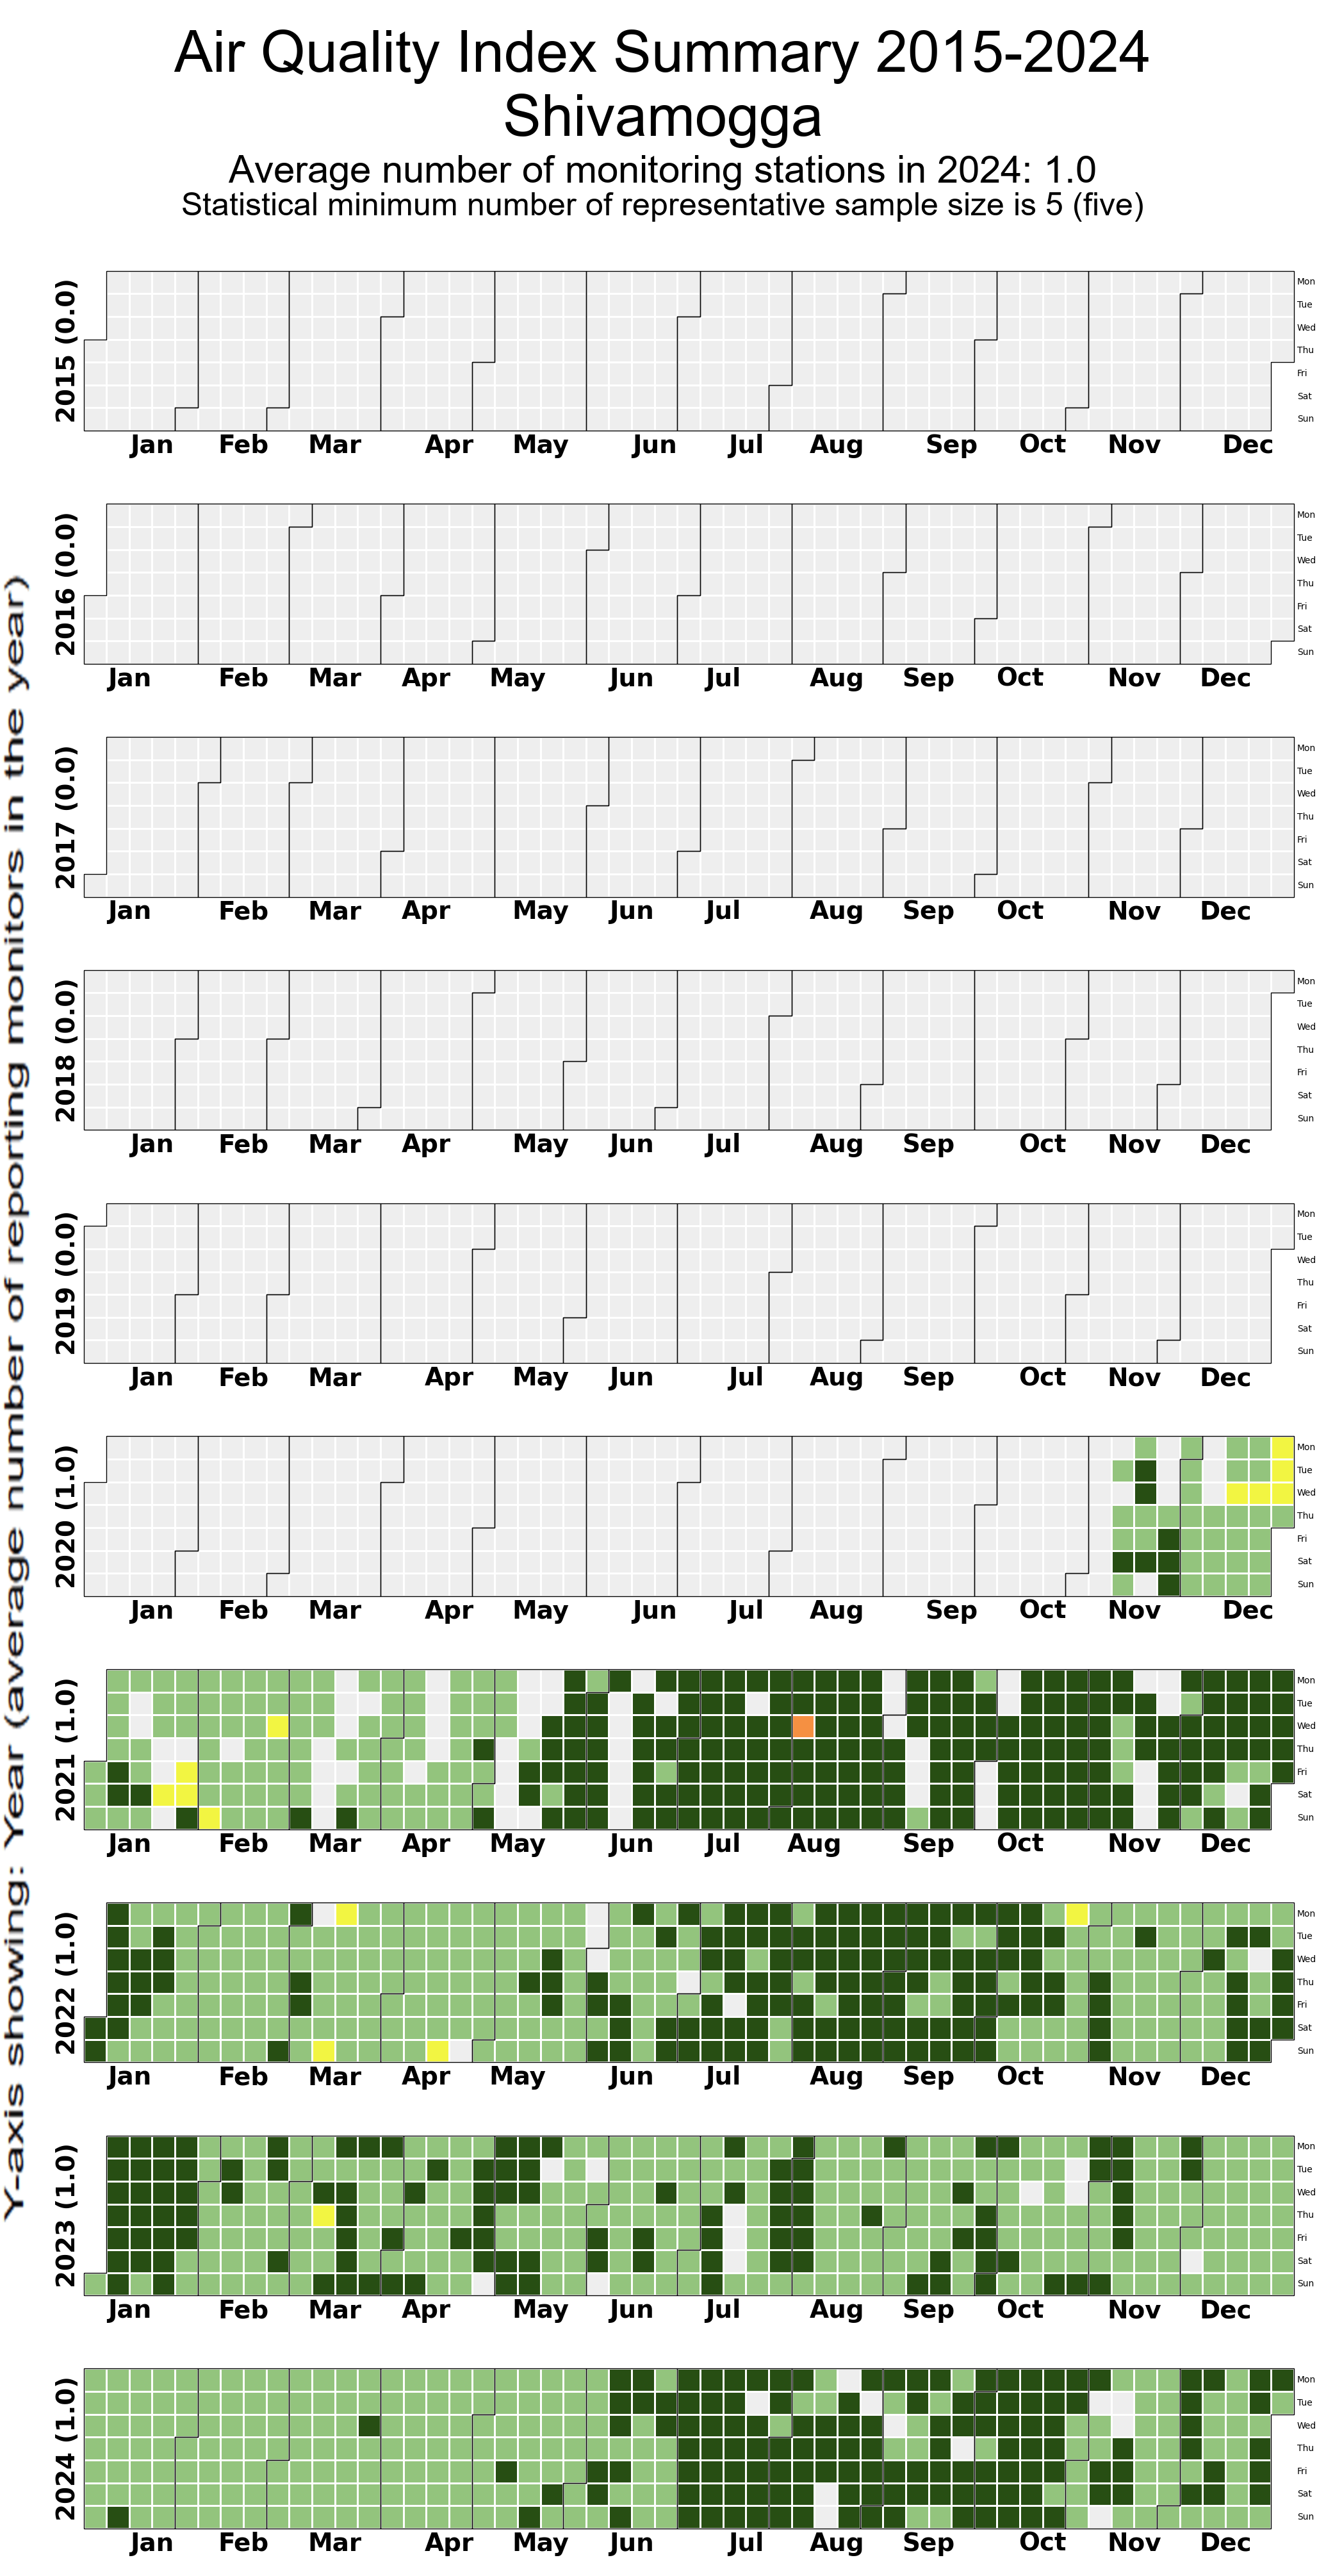 Air Quality Index Summary 2015-2024
Shivamogga
Average number of monitoring stations in 2024: 1.0
Statistical minimum number of representative sample size is 5 (five)
Y-axis showing: Year (average number of reporting monitors in the year)
2015 (0.0)
Mon
Tue
Wed
Thu
Fri
Sat
Sun
Jan Feb Mar Apr May Jun Jul Aug Sep Oct Nov Dec
2016 (0.0)
Mon
Tue
Wed
Thu
Fri
Sat
Sun
Jan Feb Mar Apr May Jun Jul Aug Sep Oct Nov Dec
2017 (0.0)
Mon
Tue
Wed
Thu
Fri
Sat
Sun
Jan Feb Mar Apr May Jun Jul Aug Sep Oct Nov Dec
2018 (0.0)
Mon
Tue
Wed
Thu
Fri
Sat
Sun
Jan Feb Mar Apr May Jun Jul Aug Sep Oct Nov Dec
2019 (0.0)
Mon
Tue
Wed
Thu
Fri
Sat
Sun
Jan Feb Mar Apr May Jun Jul Aug Sep Oct Nov Dec
2020 (1.0)
Mon
Tue
Wed
Thu
Fri
Sat
Sun
Jan Feb Mar Apr May Jun Jul Aug Sep Oct Nov Dec
2021 (1.0)
Mon
Tue
Wed
Thu
Fri
Sat
Sun
Jan Feb Mar Apr May Jun Jul Aug Sep Oct Nov Dec
2022 (1.0)
Mon
Tue
Wed
Thu
Fri
Sat
Sun
Jan Feb Mar Apr May Jun Jul Aug Sep Oct Nov Dec
2023 (1.0)
Mon
Tue
Wed
Thu
Fri
Sat
Sun
Jan Feb Mar Apr May Jun Jul Aug Sep Oct Nov Dec
2024 (1.0)
Mon
Tue
Wed
Thu
Fri
Sat
Sun
Jan Feb Mar Apr May Jun Jul Aug Sep Oct Nov Dec